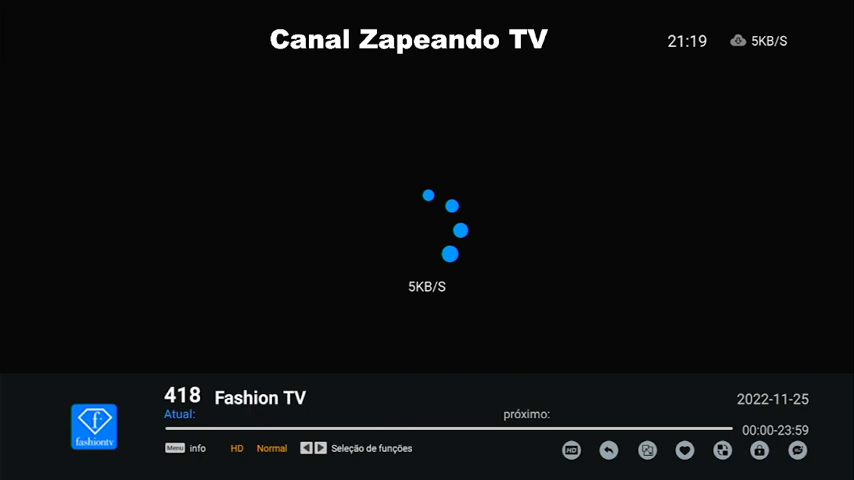 Canal Zapeando TV
21:19
5KB/S
5KB/S
418 Fashion TV
2022-11-25
Atual:
próximo:
00:00-23:59
f
fashiontv
Menu info HD Normal Seleção de funções
HD